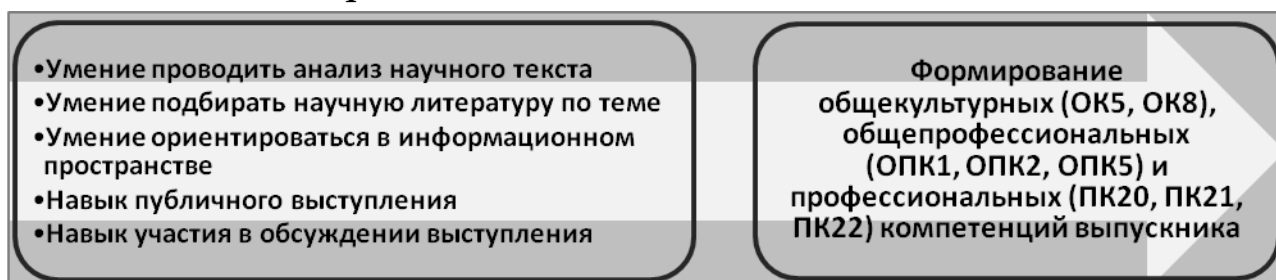 •Умение проводить анализ научного текста
•Умение подбирать научную литературу по теме
•Умение ориентироваться в информационном
пространстве
•Навык публичного выступления
•Навык участия в обсуждении выступления
Формирование
общекультурных (ОК5, ОК8),
общепрофессиональных
(ОПК1, ОПК2, ОПК5) и
профессиональных (ПК20, ПК21,
ПК22) компетенций выпускника